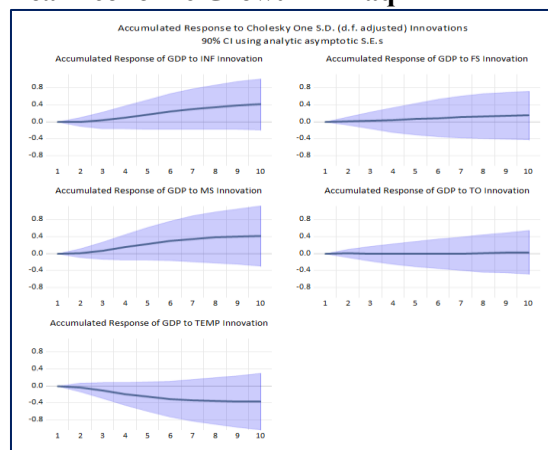 Accumulated Response to Cholesky One S.D. (d.f. adjusted) Innovations
90% CI using analytic asymptotic S.E.s
Accumulated Response of GDP to INF Innovation
0.8
0.4
0.0
-0.4
-0.8
1 2 3 4 5 6 7 8 9 10
Accumulated Response of GDP to FS Innovation
0.8
0.4
0.0
-0.4
-0.8
1 2 3 4 5 6 7 8 9 10
Accumulated Response of GDP to MS Innovation
0.8
0.4
0.0
-0.4
-0.8
1 2 3 4 5 6 7 8 9 10
Accumulated Response of GDP to TO Innovation
0.8
0.4
0.0
-0.4
-0.8
1 2 3 4 5 6 7 8 9 10
Accumulated Response of GDP to TEMP Innovation
0.8
0.4
0.0
-0.4
-0.8
1 2 3 4 5 6 7 8 9 10